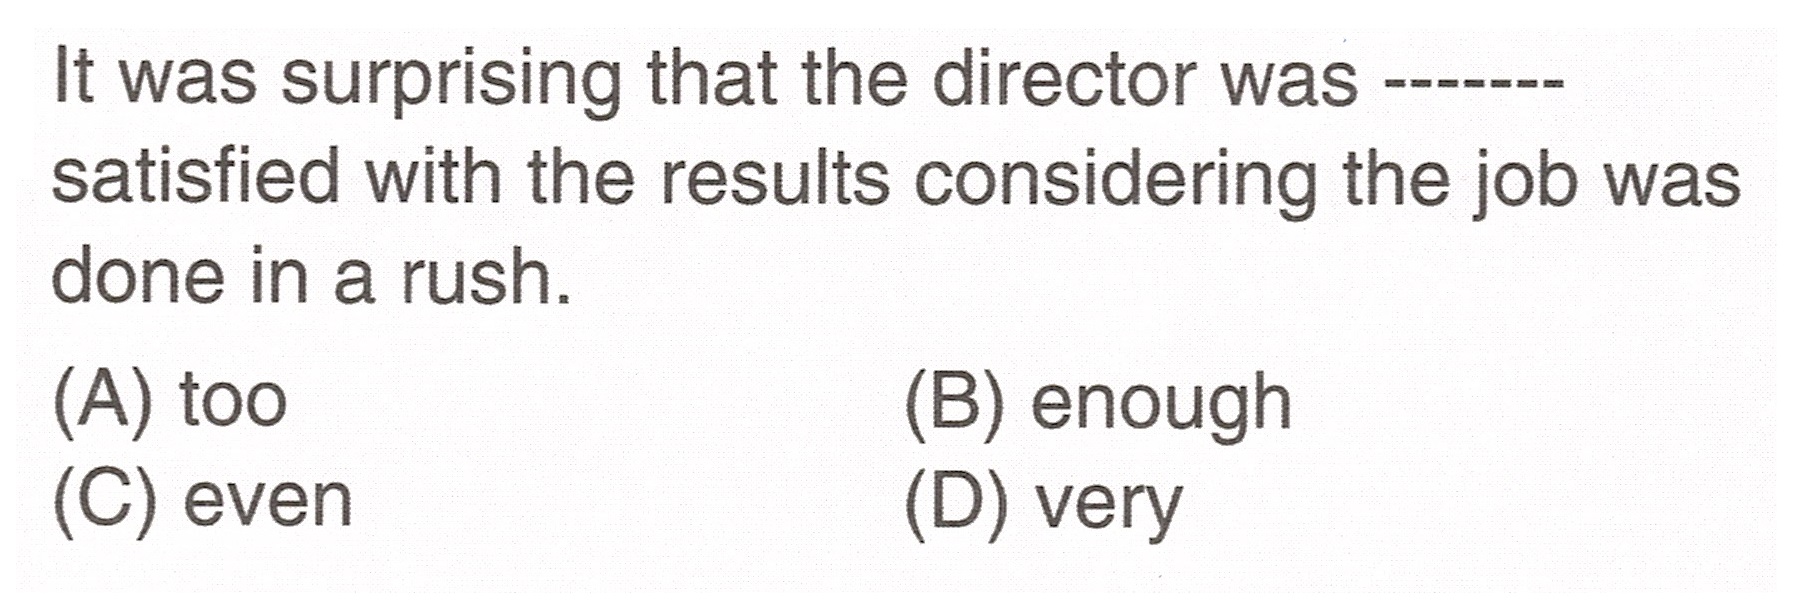 It was surprising that the director was -------
satisfied with the results considering the job was
done in a rush.
(A) too (B) enough
(C) even (D) very